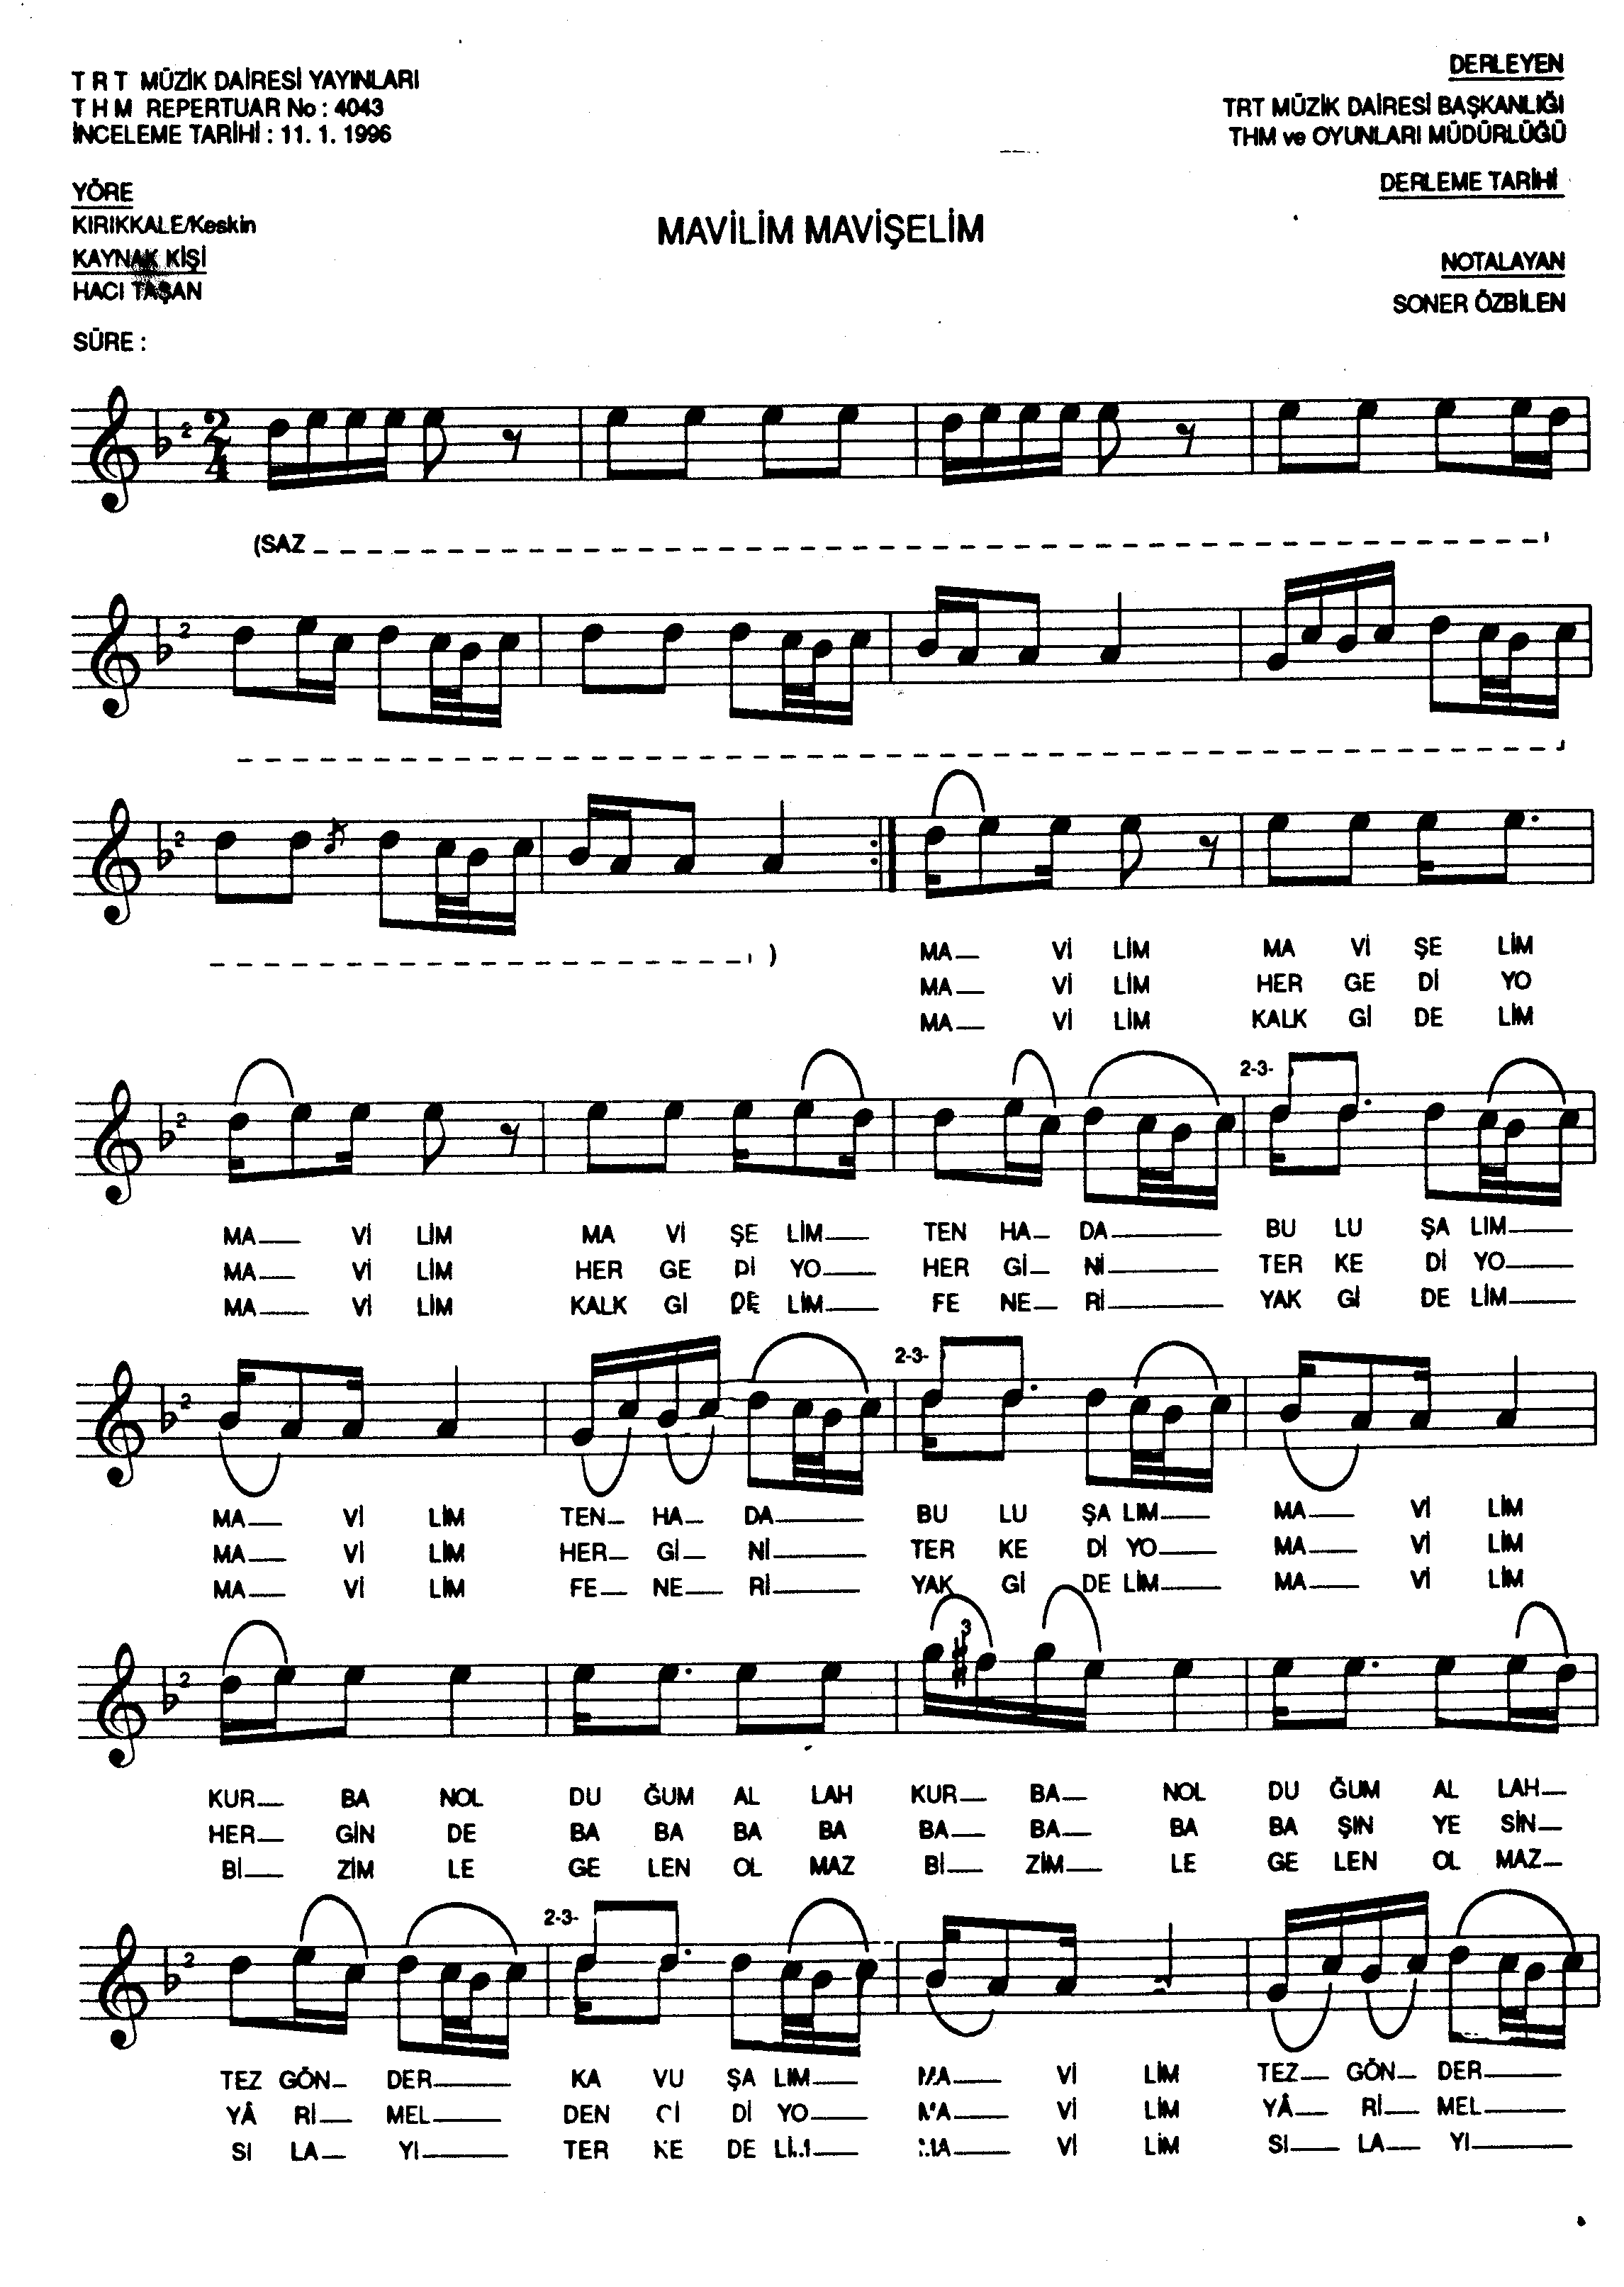 T R T MÜZİK DAİRESİ YAYINLARI
T H M REPERTUAR No : 4043
İNCELEME TARİHİ : 11. 1. 1996
DERLEYEN
TRT MÜZİK DAİRESİ BAŞKANLIĞI
THM ve OYUNLARI MÜDÜRLÜĞÜ
YÖRE
KIRIKKALE/Keskin
KAYNAK KİŞİ
HACI TAŞAN
SÜRE :
MAVİLİM MAVİŞELİM
DERLEME TARİHİ
NOTALAYAN
SONER ÖZBİLEN
2 2 4
(SAZ
2
2
)
MA Vİ LİM MA Vİ ŞE LİM
MA Vİ LİM HER GE Dİ YO
MA Vİ LİM KALK Gİ DE LİM
2 2-3-
MA Vİ LİM MA Vİ ŞE LİM TEN HA DA BU LU ŞA LIM
MA Vİ LİM HER GE Dİ YO HER Gİ Nİ TER KE Dİ YO
MA Vİ LİM KALK Gİ DE LİM FE NE Rİ YAK Gİ DE LİM
2 2-3-
MA Vİ LİM TEN HA DA BU LU ŞA LIM MA Vİ LİM
MA Vİ LİM HER Gİ Nİ TER KE Dİ YO MA Vİ LİM
MA Vİ LİM FE NE Rİ YAK Gİ DE LİM MA Vİ LİM
2 3
KUR BA NOL DU ĞUM AL LAH KUR BA NOL DU ĞUM AL LAH
HER GİN DE BA BA BA BA BA BA BA BA ŞIN YE SİN
Bİ ZİM LE GE LEN OL MAZ Bİ ZİM LE GE LEN OL MAZ
2 2-3-
TEZ GÖN DER KA VU ŞA LIM MA Vİ LİM TEZ GÖN DER
YÂ Rİ MEL DEN Dİ YO MA Vİ LİM YÂ Rİ MEL
SI LA YI TER KE DE LİM MA Vİ LİM SI LA YI